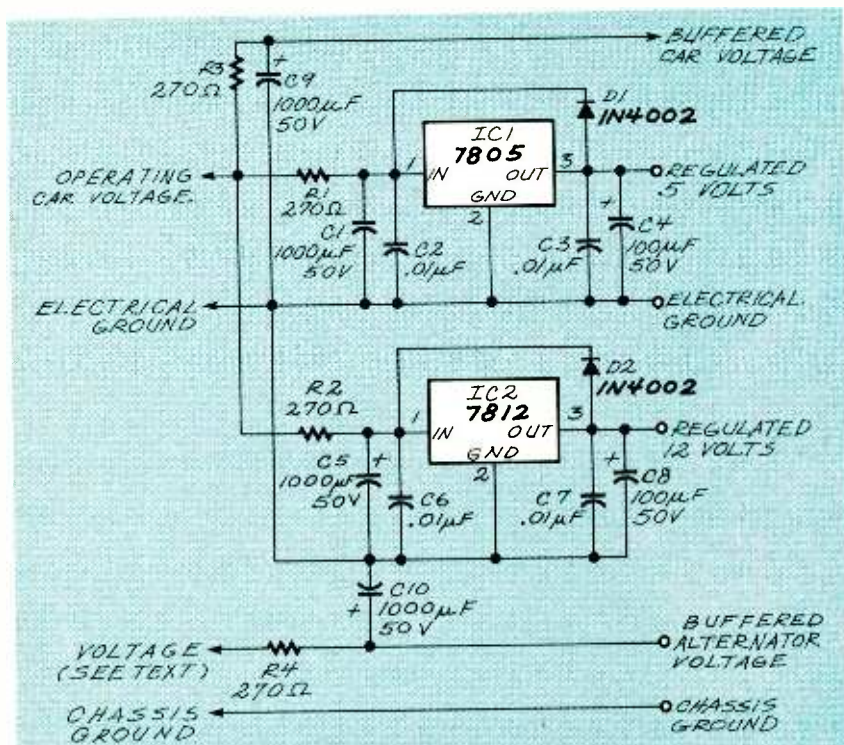 BUFFERED
CAR VOLTAGE
R3
270Ω
+
C9
1000µF
50V
D1
1N4002
IC1
7805
1
IN
OUT
3
GND
2
OPERATING
CAR VOLTAGE.
R1
270Ω
C1
1000µF
50V
C2
.01µF
C3
.01µF
+
C4
100µF
50V
REGULATED
.5 VOLTS
ELECTRICAL
GROUND
ELECTRICAL.
GROUND
D2
1N4002
IC2
7812
1
IN
OUT
3
GND
2
R2
270Ω
C5
+
1000µF
50V
C6
.01µF
C7
.01µF
+
C8
100µF
50V
REGULATED
12 VOLTS
C10
+
1000µF
50V
VOLTAGE
(SEE TEXT)
R4
270Ω
BUFFERED
ALTERNATOR
VOLTAGE
CHASSIS
GROUND
CHASSIS
GROUND